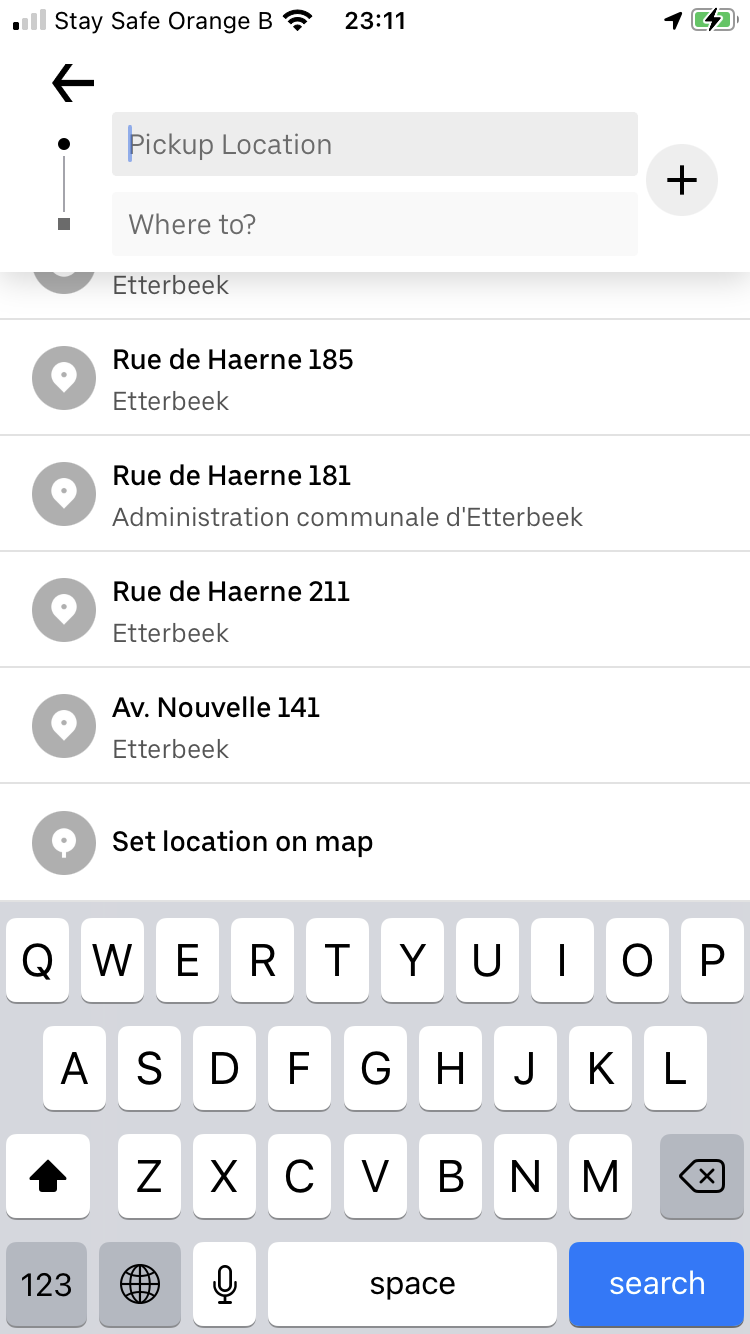 Stay Safe Orange B 23:11
Pickup Location
Where to?
Etterbeek
Rue de Haerne 185
Etterbeek
Rue de Haerne 181
Administration communale d'Etterbeek
Rue de Haerne 211
Etterbeek
Av. Nouvelle 141
Etterbeek
Set location on map
Q W E R T Y U I O P
A S D F G H J K L
Z X C V B N M
123 space search